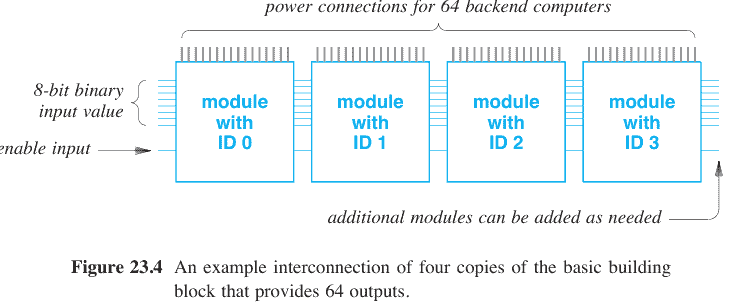 power connections for 64 backend computers
8-bit binary
input value
enable input
module
with
ID 0
module
with
ID 1
module
with
ID 2
module
with
ID 3
additional modules can be added as needed
Figure 23.4 An example interconnection of four copies of the basic building
block that provides 64 outputs.